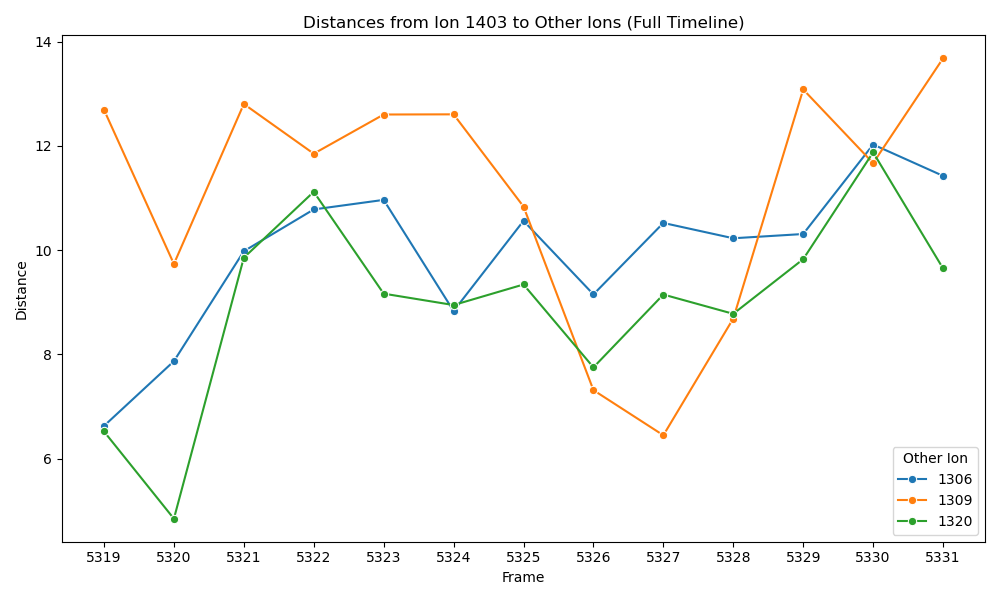 Distances from Ion 1403 to Other Ions (Full Timeline)
Distance
14
12
10
8
6
5319 5320 5321 5322 5323 5324 5325 5326 5327 5328 5329 5330 5331
Frame
Other Ion
1306
1309
1320